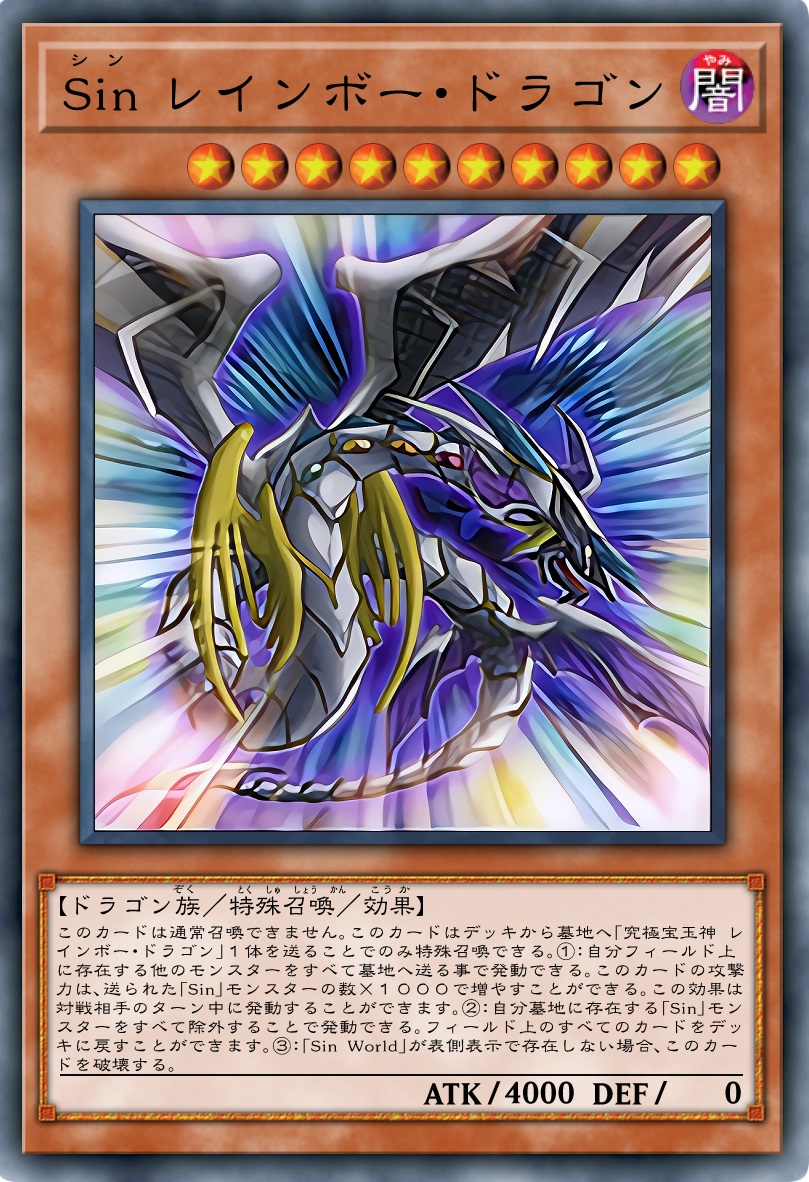 シン
Sin レインボー・ドラゴン
やみ
闇
ぞく とくしゅしょうかん こうか
【ドラゴン族／特殊召喚／効果】
このカードは通常召喚できません。このカードはデッキから墓地へ「究極宝玉神 レ
インボー・ドラゴン」１体を送ることでのみ特殊召喚できる。①：自分フィールド上
に存在する他のモンスターをすべて墓地へ送る事で発動できる。このカードの攻撃
力は、送られた「Sin」モンスターの数×１０００で増やすことができる。この効果は
対戦相手のターン中に発動することができます。②：自分墓地に存在する「Sin」モン
スターをすべて除外することで発動できる。フィールド上のすべてのカードをデッ
キに戻すことができます。③：「Sin World」が表側表示で存在しない場合、このカー
ドを破壊する。
ATK / 4000 DEF / 0